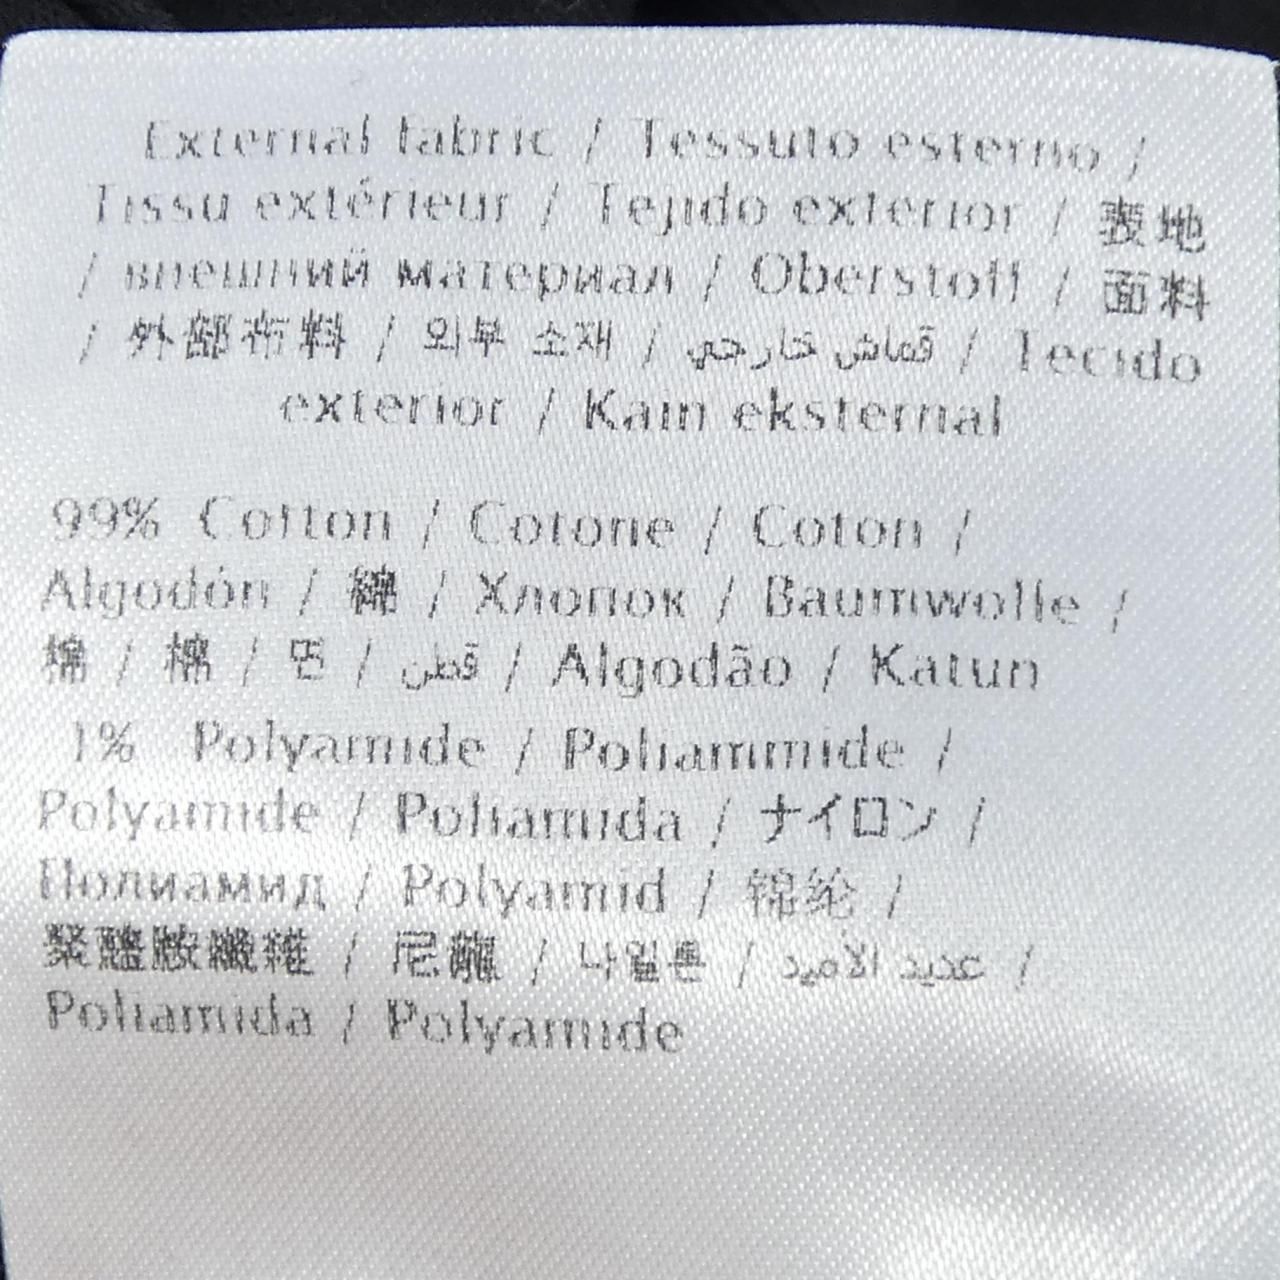 External fabric / Tessuto esterno /
Tissu extérieur / Tejido exterior / 表地
/ внешний материал / Oberstoff / 面料
/ 外部布料 / 외부 소재 / قماش خارجي / Tecido
exterior / Kain eksternal
99% Cotton / Cotone / Coton /
Algodón / 綿 / Хлопок / Baumwolle /
棉 / 棉 / 면 / قطن / Algodão / Katun
1% Polyamide / Poliammide /
Polyamide / Poliamida / ナイロン /
Полиамид / Polyamid / 锦纶 /
聚醯胺纖維 / 尼龍 / 나일론 / عديد الأميد /
Poliamida / Polyamide